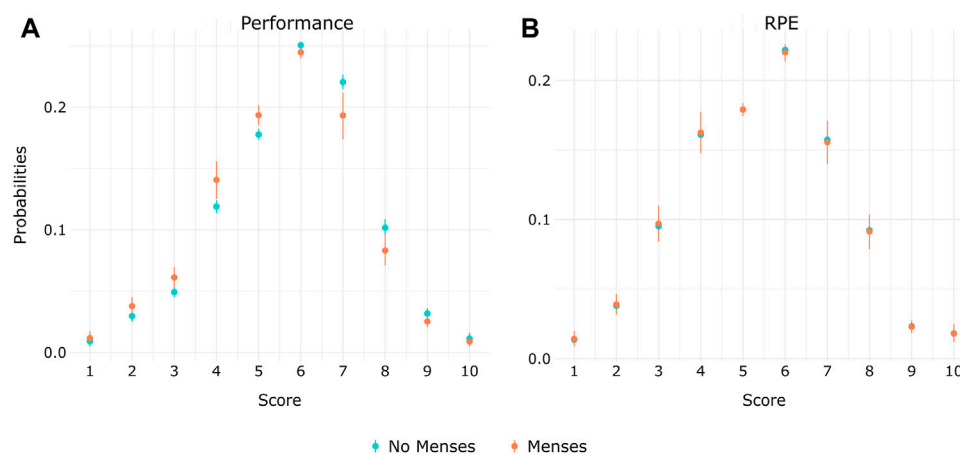 A Performance
B RPE
Probabilities
0.2
0.1
0.0
1 2 3 4 5 6 7 8 9 10
Score
0.2
0.1
0.0
1 2 3 4 5 6 7 8 9 10
Score
No Menses Menses